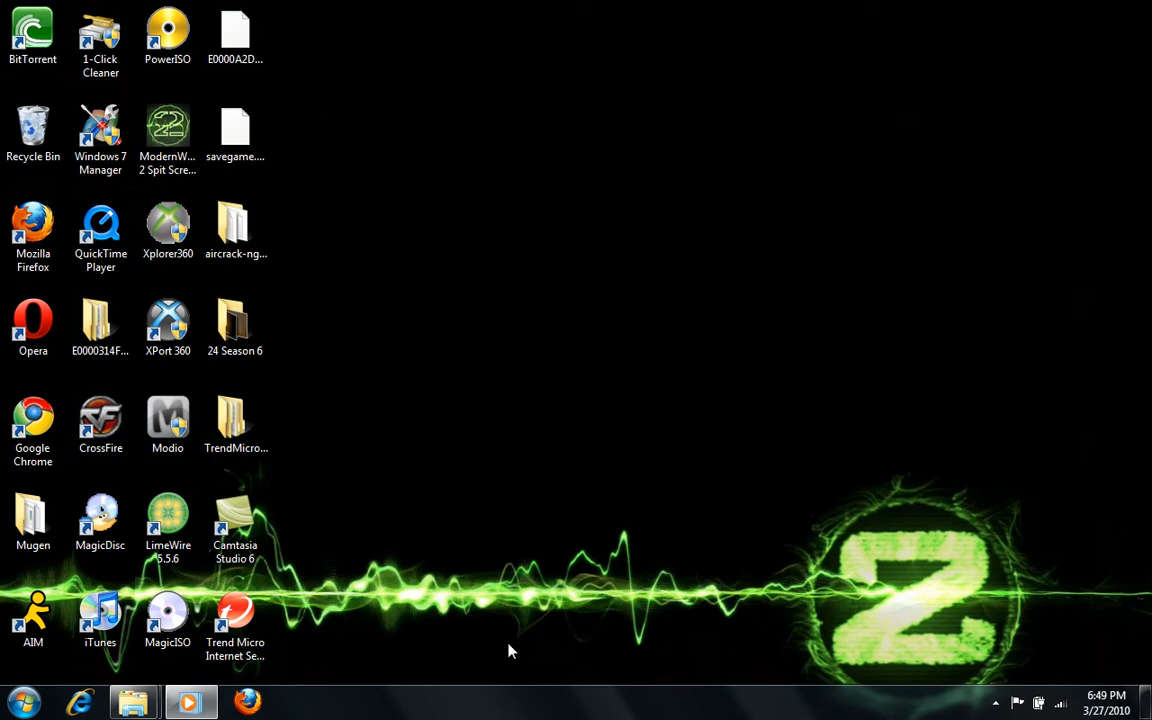 BitTorrent
1-Click
Cleaner
PowerISO
E0000A2D...
Recycle Bin
Windows 7
Manager
ModernW...
2 Spit Scre...
savegame....
Mozilla
Firefox
QuickTime
Player
Xplorer360
aircrack-ng...
Opera
E0000314F...
XPort 360
24 Season 6
Google
Chrome
CrossFire
Modio
TrendMicro...
Mugen
MagicDisc
LimeWire
5.5.6
Camtasia
Studio 6
AIM
iTunes
MagicISO
Trend Micro
Internet Se...
2
6:49 PM
3/27/2010